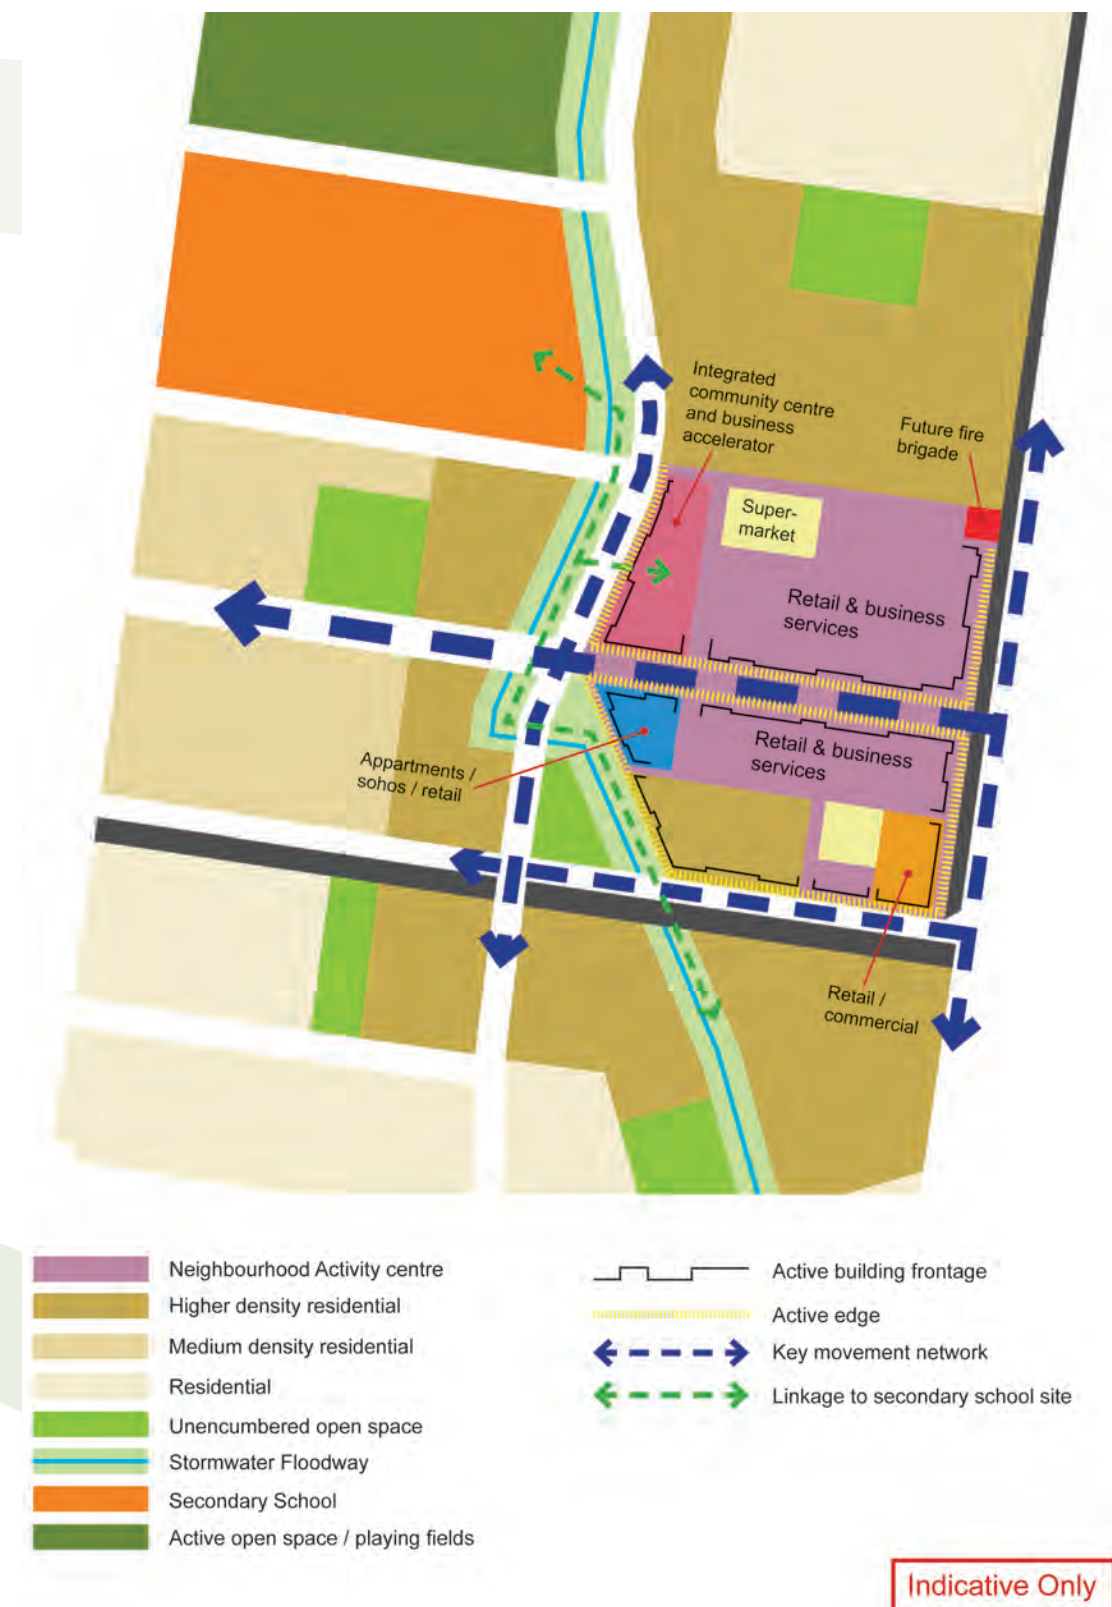 Integrated
community centre
and business
accelerator
Future fire
brigade
Super-
market
Retail & business
services
Retail & business
services
Appartments /
sohos / retail
Retail /
commercial
Neighbourhood Activity centre
Higher density residential
Medium density residential
Residential
Unencumbered open space
Stormwater Floodway
Secondary School
Active open space / playing fields
Active building frontage
Active edge
Key movement network
Linkage to secondary school site
Indicative Only